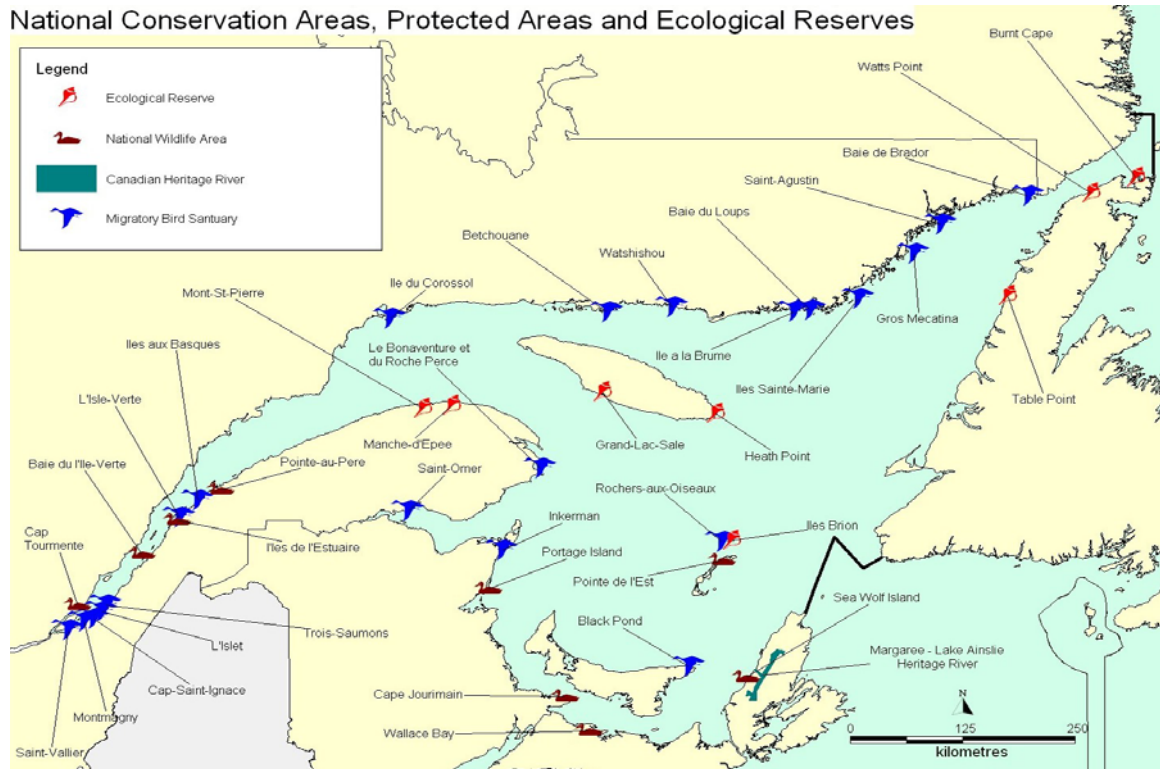 National Conservation Areas, Protected Areas and Ecological Reserves
Legend
Ecological Reserve
National Wildlife Area
Canadian Heritage River
Migratory Bird Santuary
Burnt Cape
Watts Point
Baie de Brador
Saint-Agustin
Baie du Loups
Betchouane
Watshishou
Ile du Corossol
Mont-St-Pierre
Gros Mecatina
Iles aux Basques
Le Bonaventure et
du Roche Perce
Ile a la Brume
Iles Sainte-Marie
L'Isle-Verte
Table Point
Manche-d'Epee
Grand-Lac-Sale
Heath Point
Baie du l'Ile-Verte
Pointe-au-Pere
Saint-Omer
Rochers-aux-Oiseaux
Inkerman
Iles Brion
Cap
Tourmente
l'Iles de l'Estuaire
Portage Island
Pointe de l'Est
Sea Wolf Island
Trois-Saumons
Black Pond
L'Islet
Margaree - Lake Ainslie
Heritage River
Cap-Saint-Ignace
Cape Jourimain
Montmagny
Wallace Bay
Saint-Vallier
N
0 125 250
kilometres